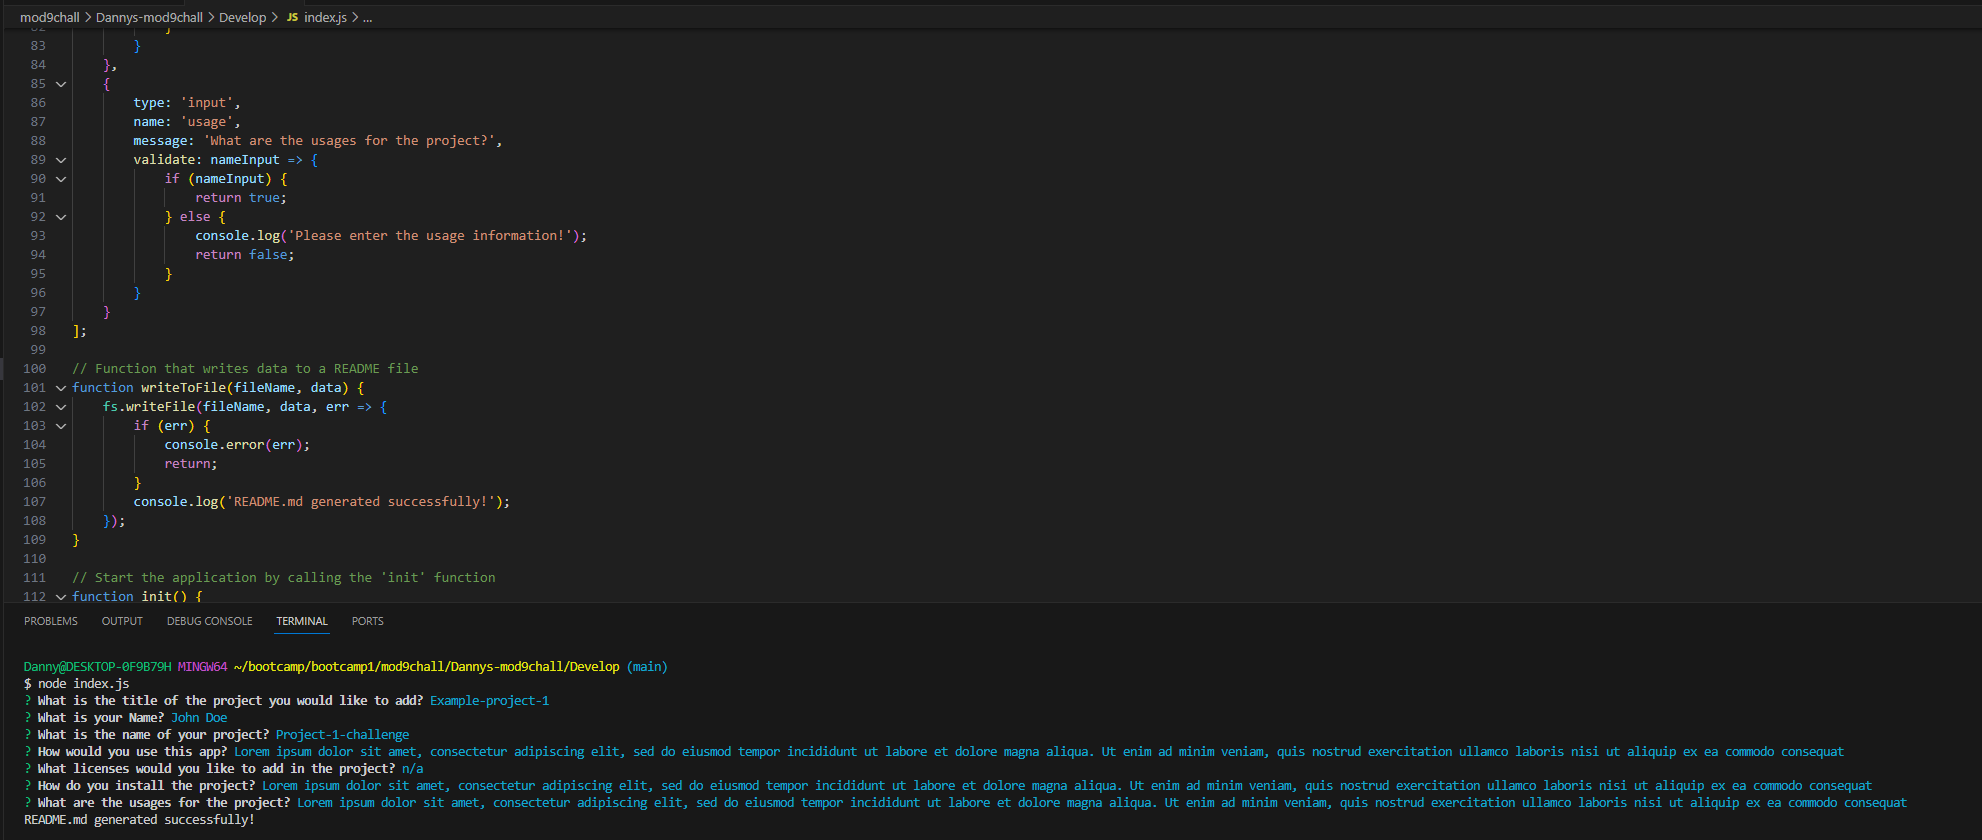 mod9chall > Dannys-mod9chall > Develop > JS index.js > ...
82 }
83 }
84 },
85 {
86 type: 'input',
87 name: 'usage',
88 message: 'What are the usages for the project?',
89 validate: nameInput => {
90 if (nameInput) {
91 return true;
92 } else {
93 console.log('Please enter the usage information!');
94 return false;
95 }
96 }
97 }
98 ];
99
100 // Function that writes data to a README file
101 function writeToFile(fileName, data) {
102 fs.writeFile(fileName, data, err => {
103 if (err) {
104 console.error(err);
105 return;
106 }
107 console.log('README.md generated successfully!');
108 });
109 }
110
111 // Start the application by calling the 'init' function
112 function init() {
PROBLEMS OUTPUT DEBUG CONSOLE TERMINAL PORTS
Danny@DESKTOP-0F9B79H MINGW64 ~/bootcamp/bootcamp1/mod9chall/Dannys-mod9chall/Develop (main)
$ node index.js
? What is the title of the project you would like to add? Example-project-1
? What is your Name? John Doe
? What is the name of your project? Project-1-challenge
? How would you use this app? Lorem ipsum dolor sit amet, consectetur adipiscing elit, sed do eiusmod tempor incididunt ut labore et dolore magna aliqua. Ut enim ad minim veniam, quis nostrud exercitation ullamco laboris nisi ut aliquip ex ea commodo consequat
? What licenses would you like to add in the project? n/a
? How do you install the project? Lorem ipsum dolor sit amet, consectetur adipiscing elit, sed do eiusmod tempor incididunt ut labore et dolore magna aliqua. Ut enim ad minim veniam, quis nostrud exercitation ullamco laboris nisi ut aliquip ex ea commodo consequat
? What are the usages for the project? Lorem ipsum dolor sit amet, consectetur adipiscing elit, sed do eiusmod tempor incididunt ut labore et dolore magna aliqua. Ut enim ad minim veniam, quis nostrud exercitation ullamco laboris nisi ut aliquip ex ea commodo consequat
README.md generated successfully!